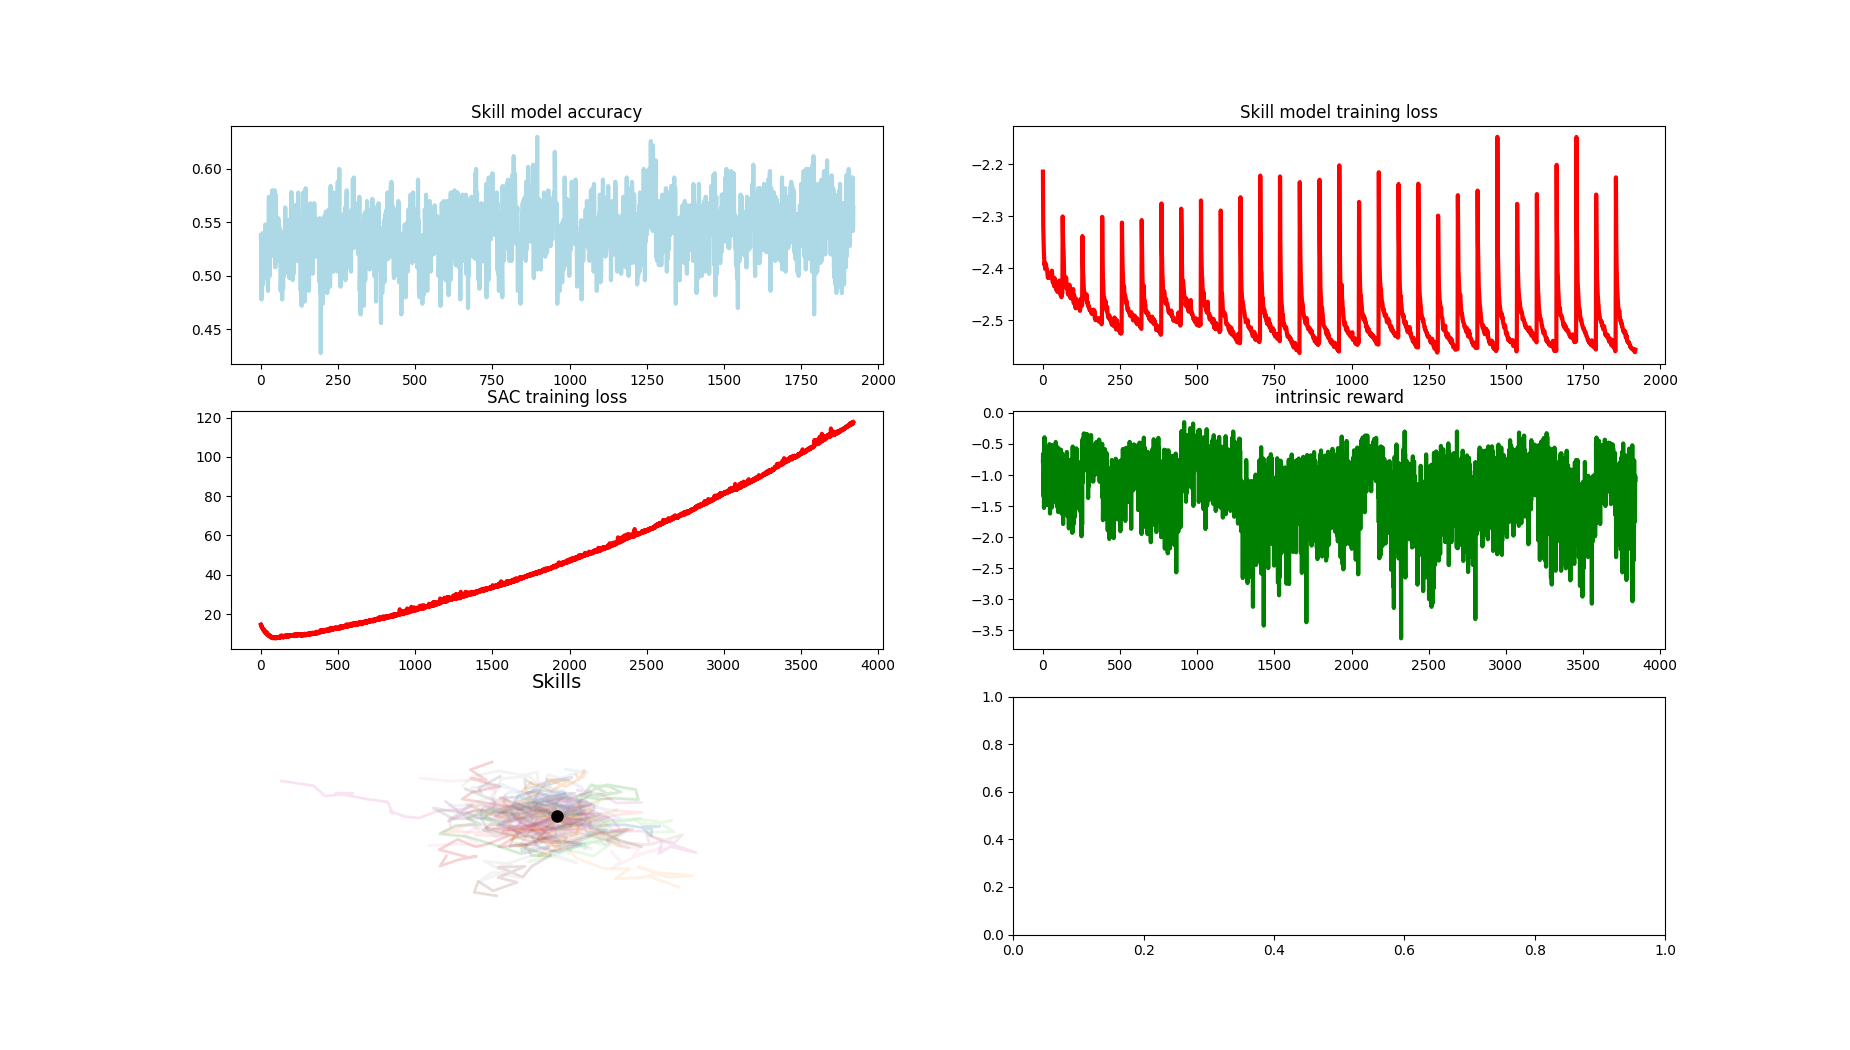 Skill model accuracy
0.60
0.55
0.50
0.45
0 250 500 750 1000 1250 1500 1750 2000
Skill model training loss
−2.2
−2.3
−2.4
−2.5
0 250 500 750 1000 1250 1500 1750 2000
SAC training loss
120
100
80
60
40
20
0 500 1000 1500 2000 2500 3000 3500 4000
intrinsic reward
0.0
−0.5
−1.0
−1.5
−2.0
−2.5
−3.0
−3.5
0 500 1000 1500 2000 2500 3000 3500 4000
Skills
1.0
0.8
0.6
0.4
0.2
0.0
0.0 0.2 0.4 0.6 0.8 1.0